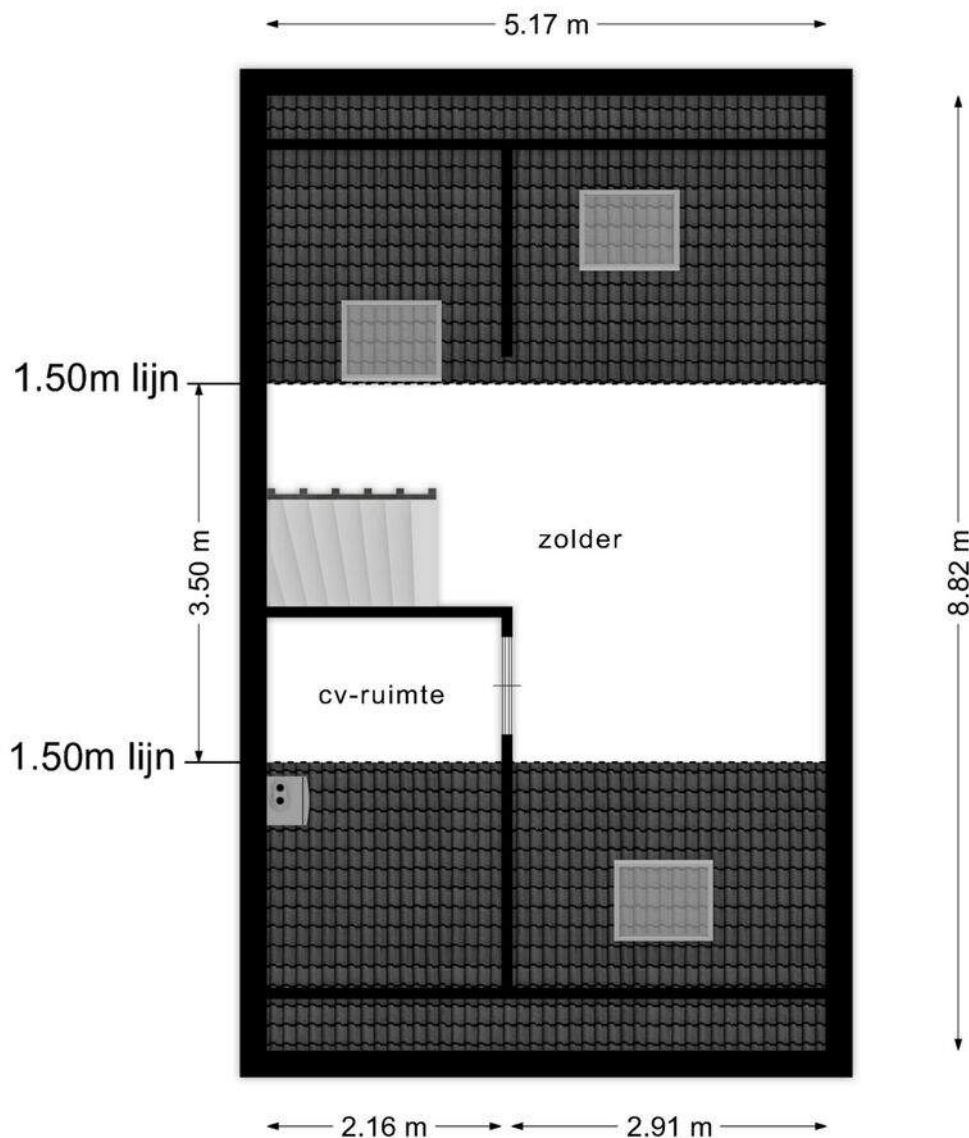 5.17 m
1.50m lijn
3.50 m
zolder
8.82 m
cv-ruimte
1.50m lijn
2.16 m
2.91 m